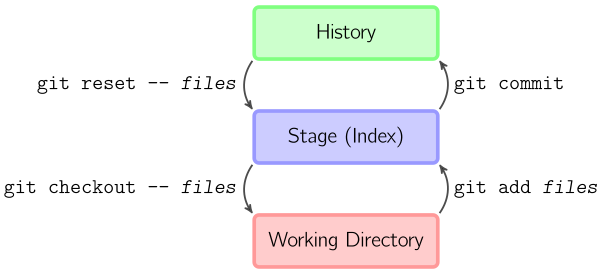 History
git reset -- files
git commit
Stage (Index)
git checkout -- files
git add files
Working Directory